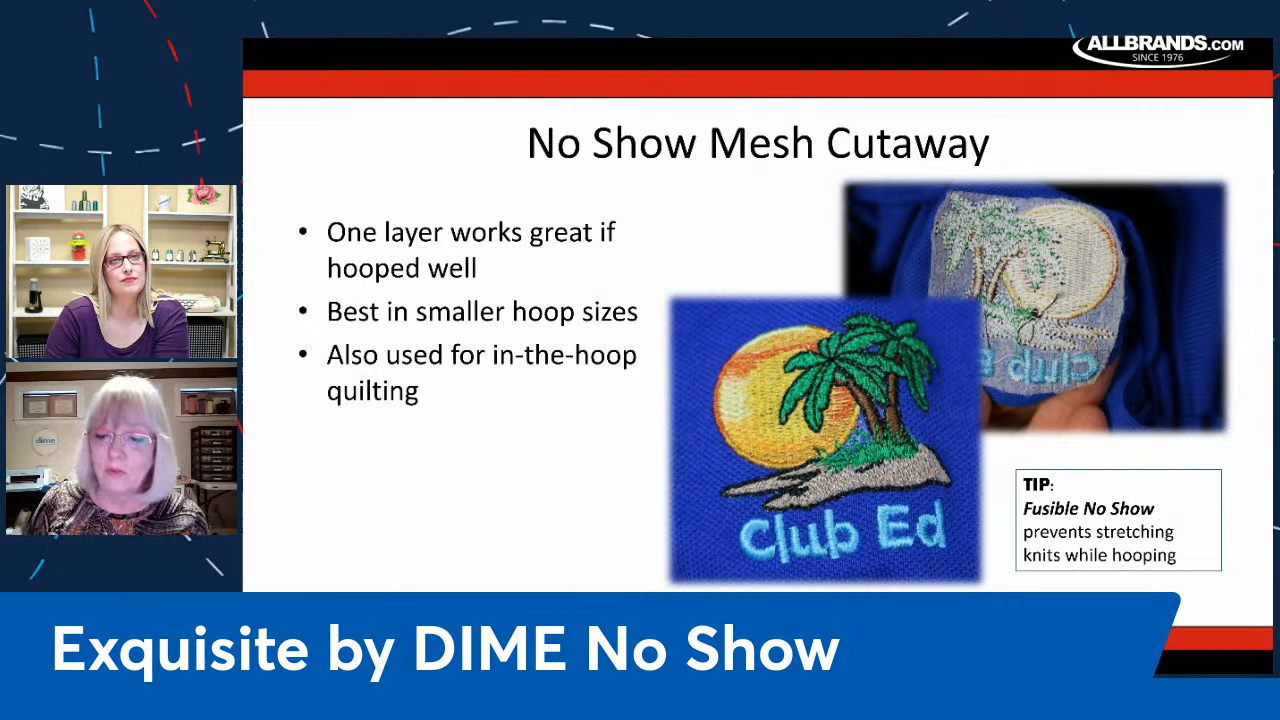 ALLBRANDS.COM
SINCE 1976
No Show Mesh Cutaway
• One layer works great if
hooped well
• Best in smaller hoop sizes
• Also used for in-the-hoop
quilting
Club Ed
TIP:
Fusible No Show
prevents stretching
knits while hooping
dime
Exquisite by DIME No Show